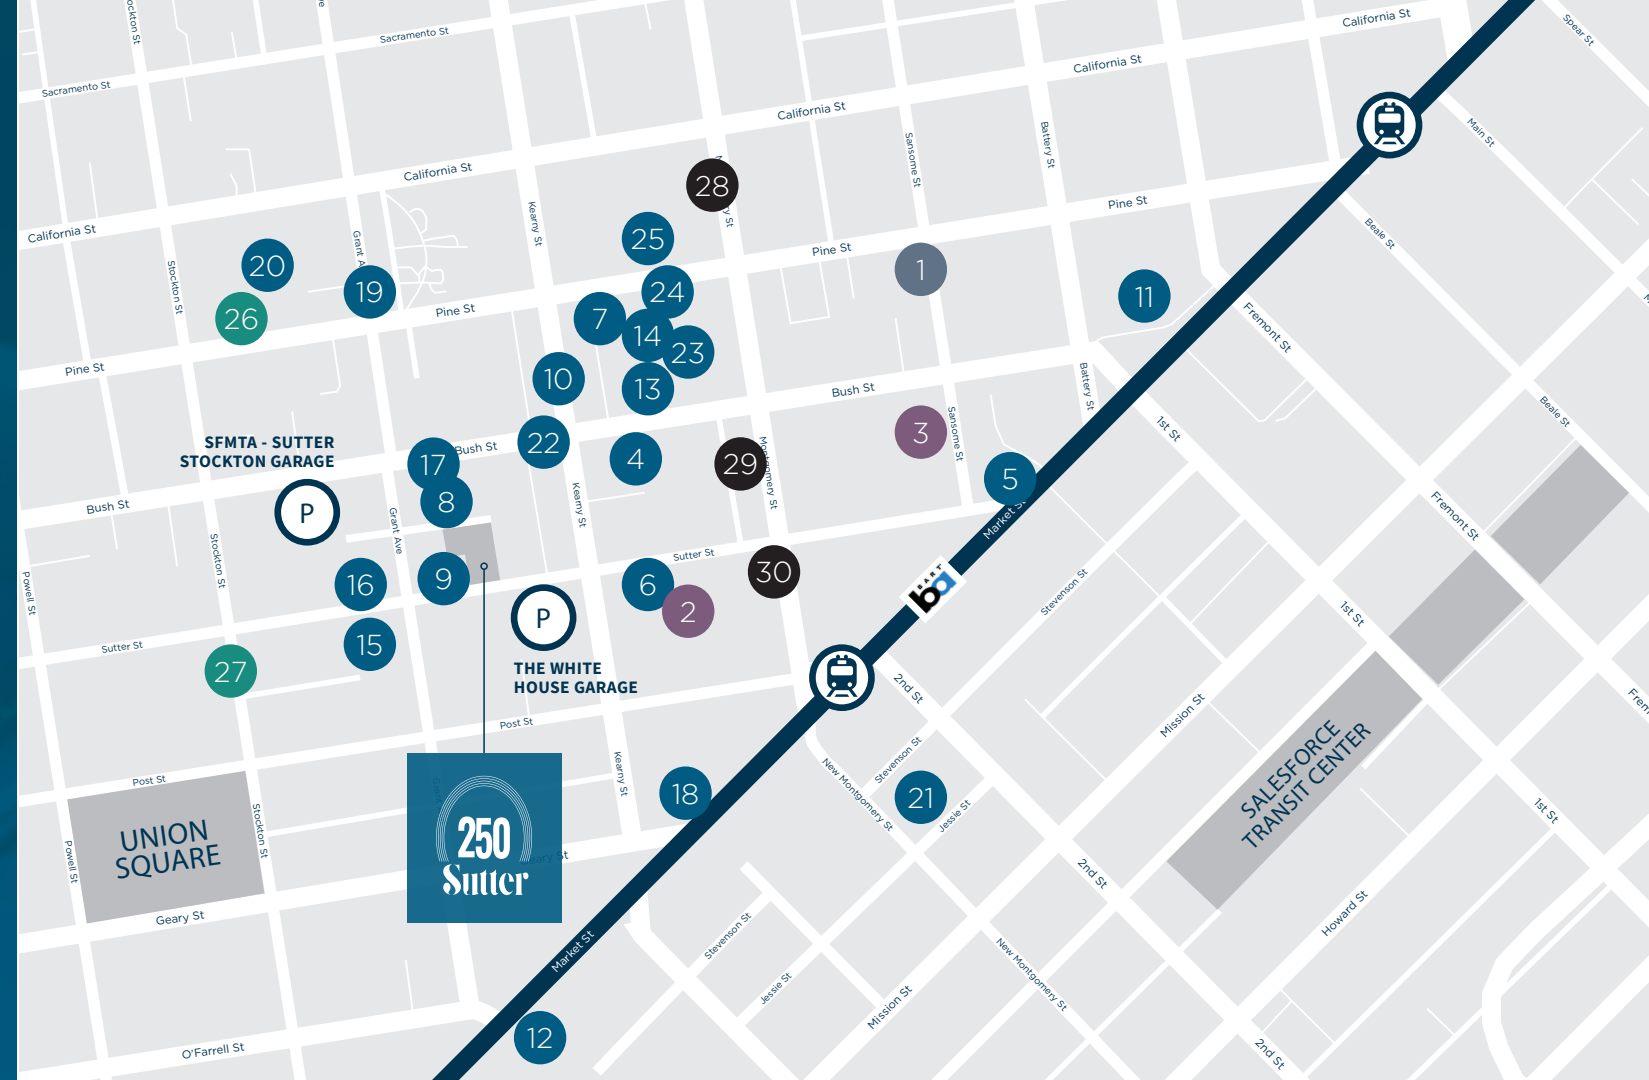 Sacramento St
Sacramento St
California St
California St
California St
California St
California St
Spear St
Main St
Sansome St
Battery St
Kearny St
Stockton St
Pine St
Pine St
Pine St
Pine St
Beale St
28
25
20
19
26
24
7
14
23
1
11
10
13
Fremont St
Bush St
Bush St
Bush St
Battery St
Sansome St
Montgomery St
1st St
Beale St
SFMTA - SUTTER
STOCKTON GARAGE
P
17
22
4
29
3
5
8
Kearny St
Grant Ave
Stockton St
Powell St
Market St
Fremont St
Sutter St
Sutter St
BART
ba
Stevenson St
1st St
16
9
6
2
30
15
27
P
THE WHITE
HOUSE GARAGE
Post St
Post St
2nd St
Mission St
Stevenson St
New Montgomery St
Jessie St
Kearny St
18
21
SALESFORCE
TRANSIT CENTER
1st St
UNION
SQUARE
Stockton St
Powell St
250
Sutter
Geary St
2nd St
Howard St
Market St
Stevenson St
Jessie St
Mission St
New Montgomery St
O'Farrell St
12
2nd St